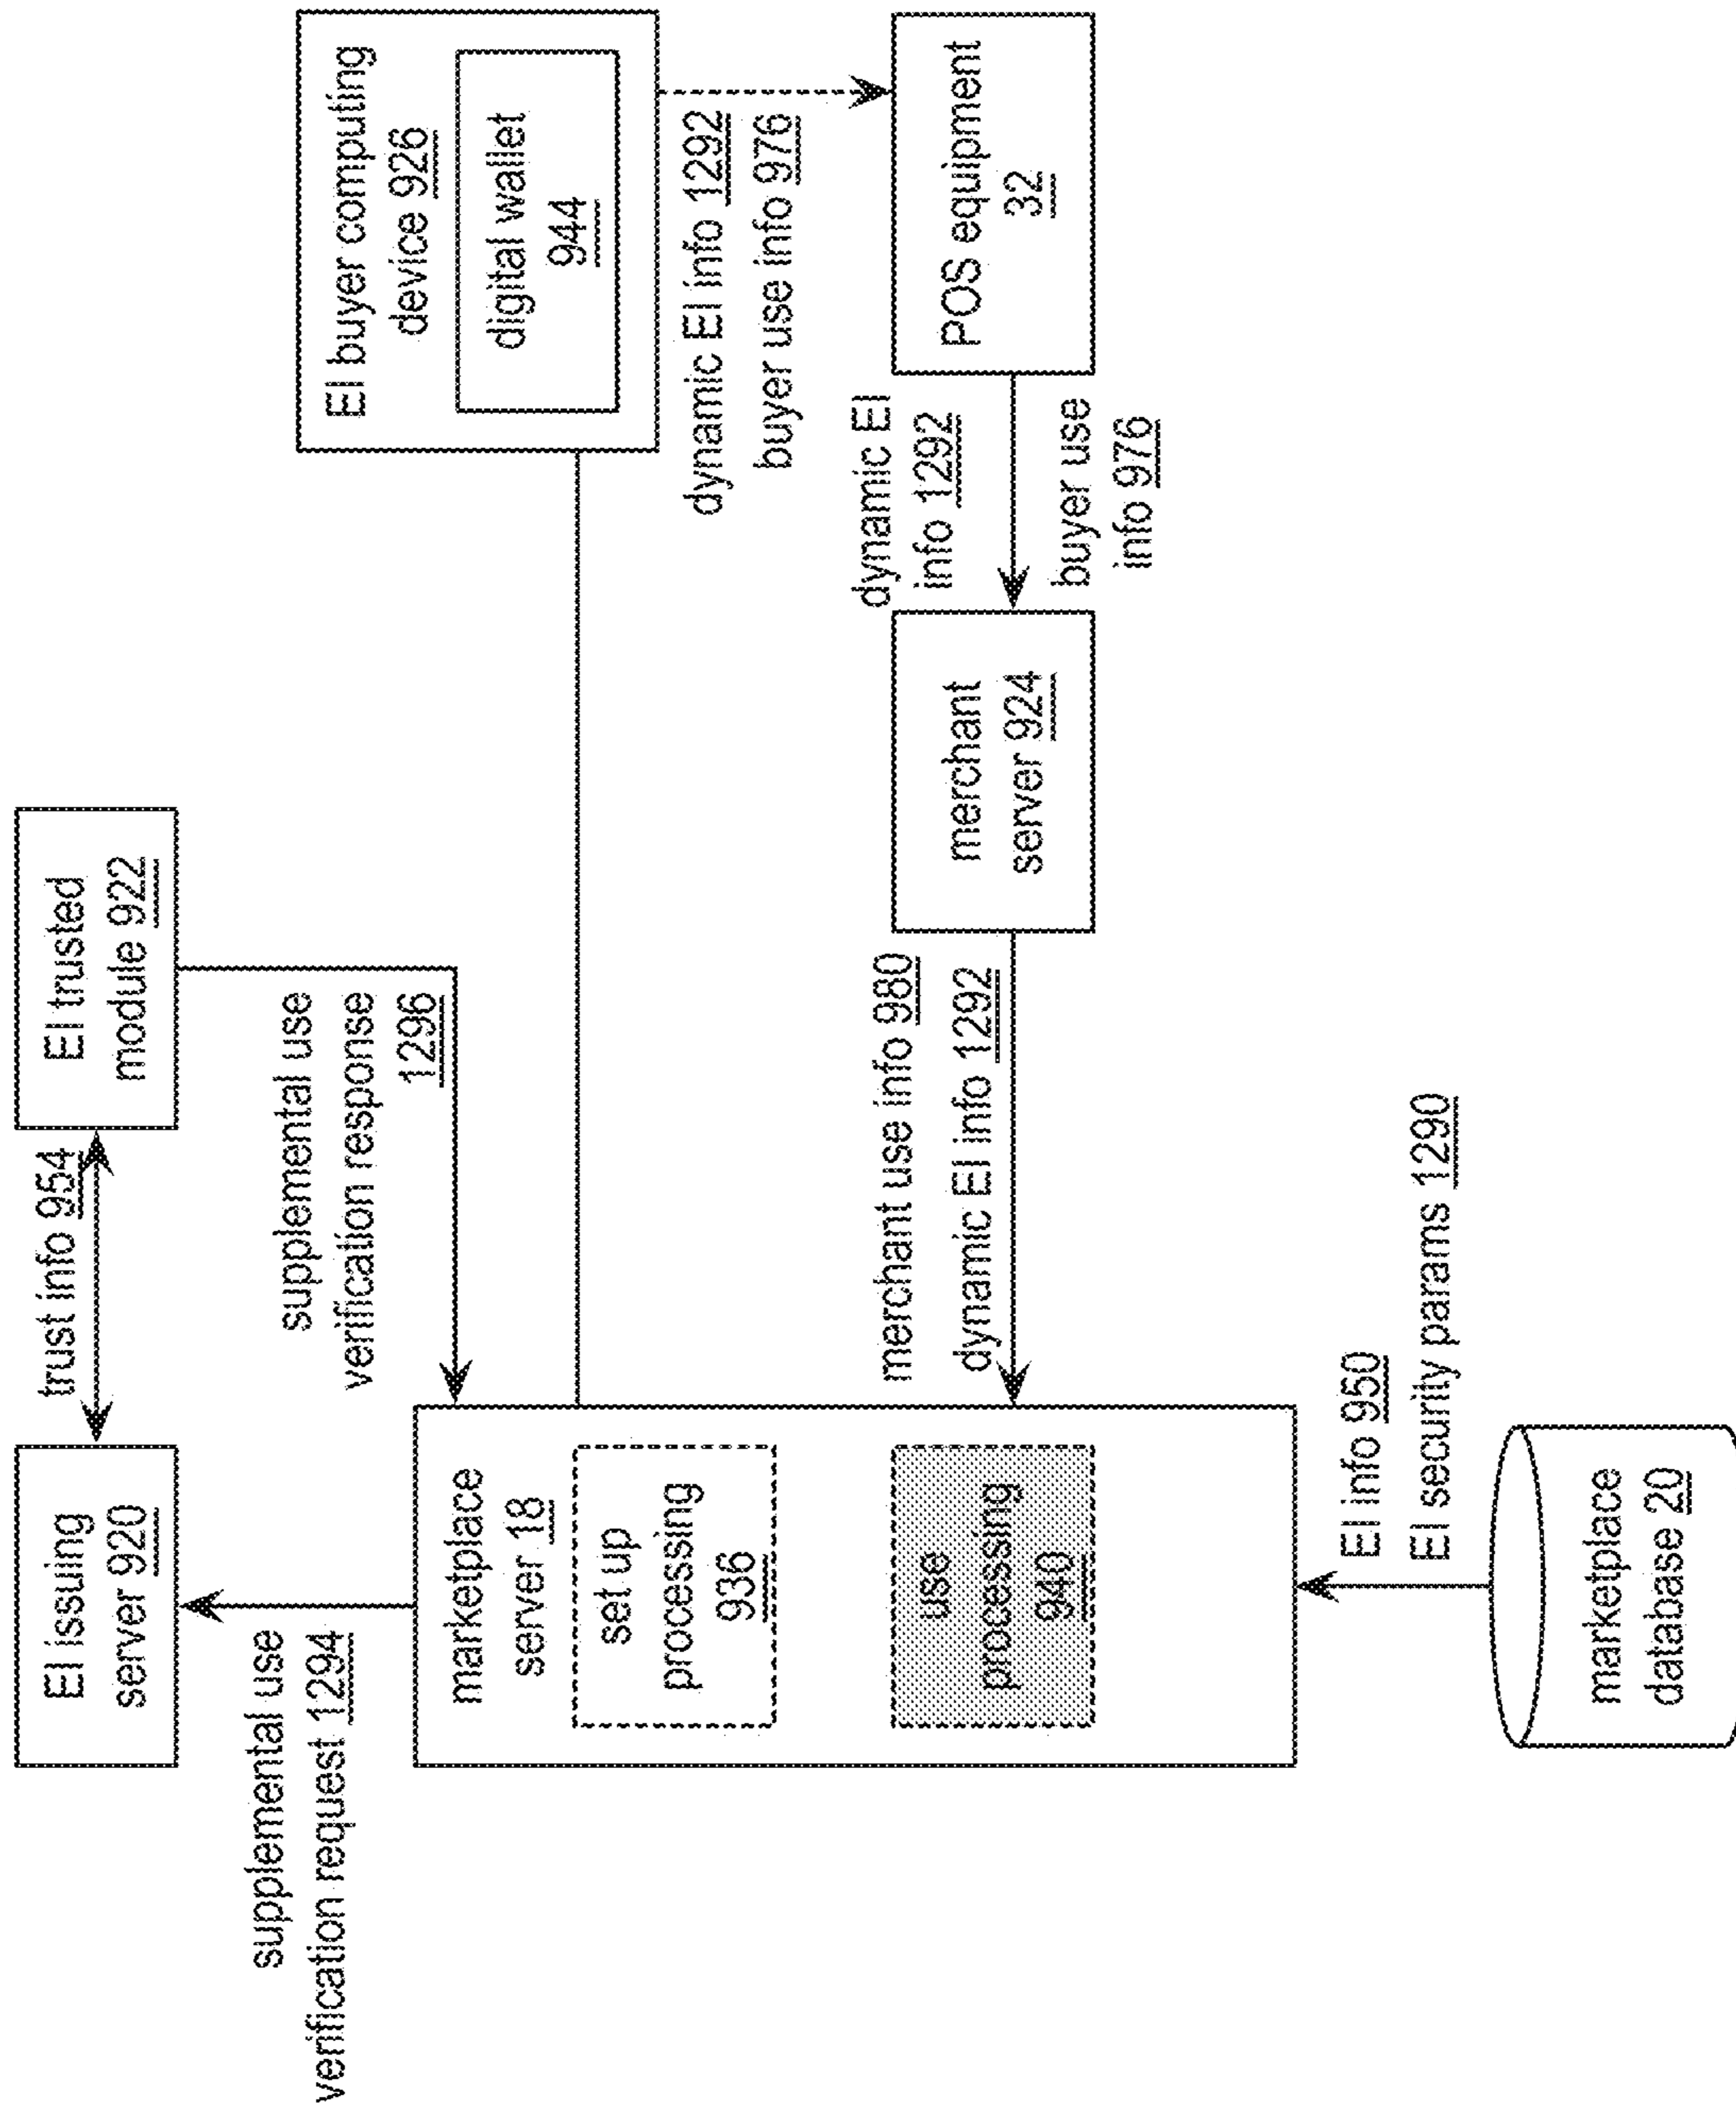 EI issuing
server 920
trust info 954
EI trusted
module 922
supplemental use
verification request 1294
supplemental use
verification response
1296
EI buyer computing
device 926
digital wallet
944
marketplace
server 18
set up
processing
936
use
processing
940
dynamic EI info 1292
buyer use info 976
merchant use info 980
dynamic EI info 1292
merchant
server 924
dynamic EI
info 1292
buyer use
info 976
POS equipment
32
EI info 950
EI security params 1290
marketplace
database 20